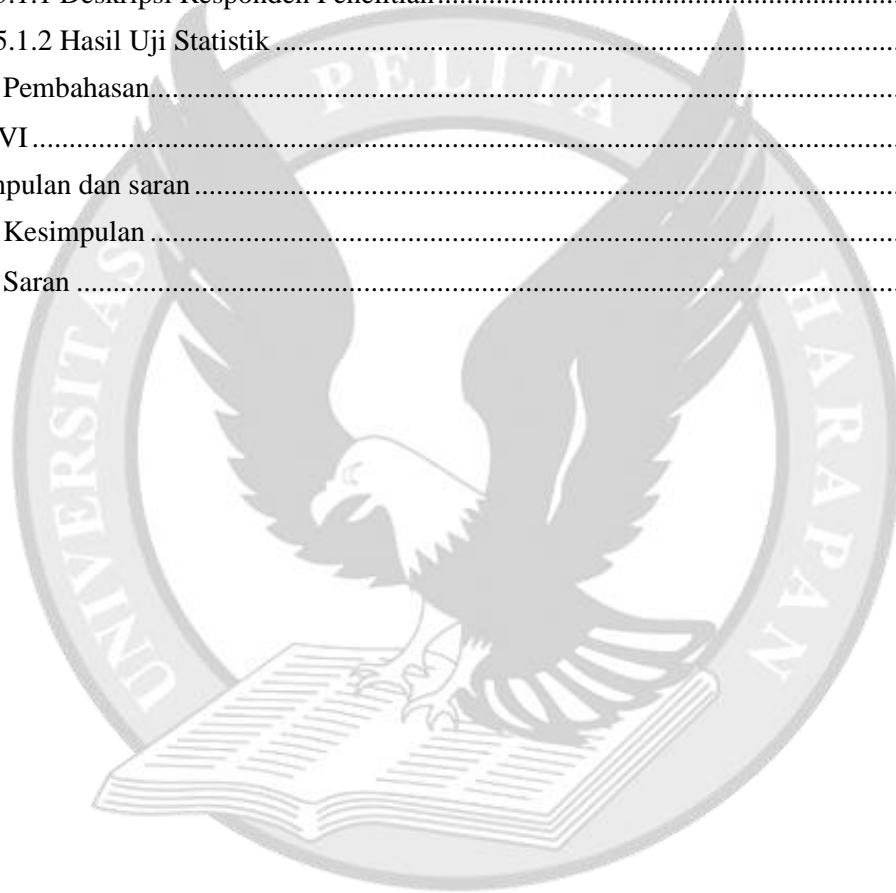 5.1.1 Deskripsi Responden Penelitian
5.1.2 Hasil Uji Statistik
Pembahasan
VI
mpulan dan saran
Kesimpulan
Saran
UNIVERSITAS PELITA HARAPAN